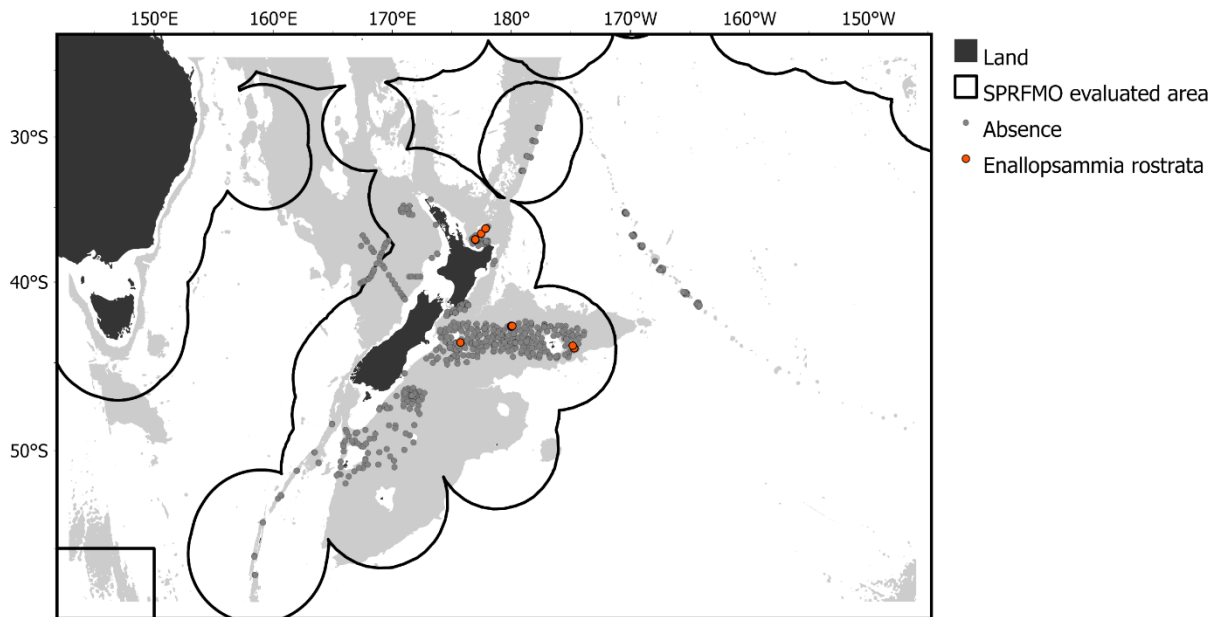 150°E 160°E 170°E 180° 170°W 160°W 150°W
30°S
40°S
50°S
Land
SPRFMO evaluated area
Absence
Enallopsammia rostrata